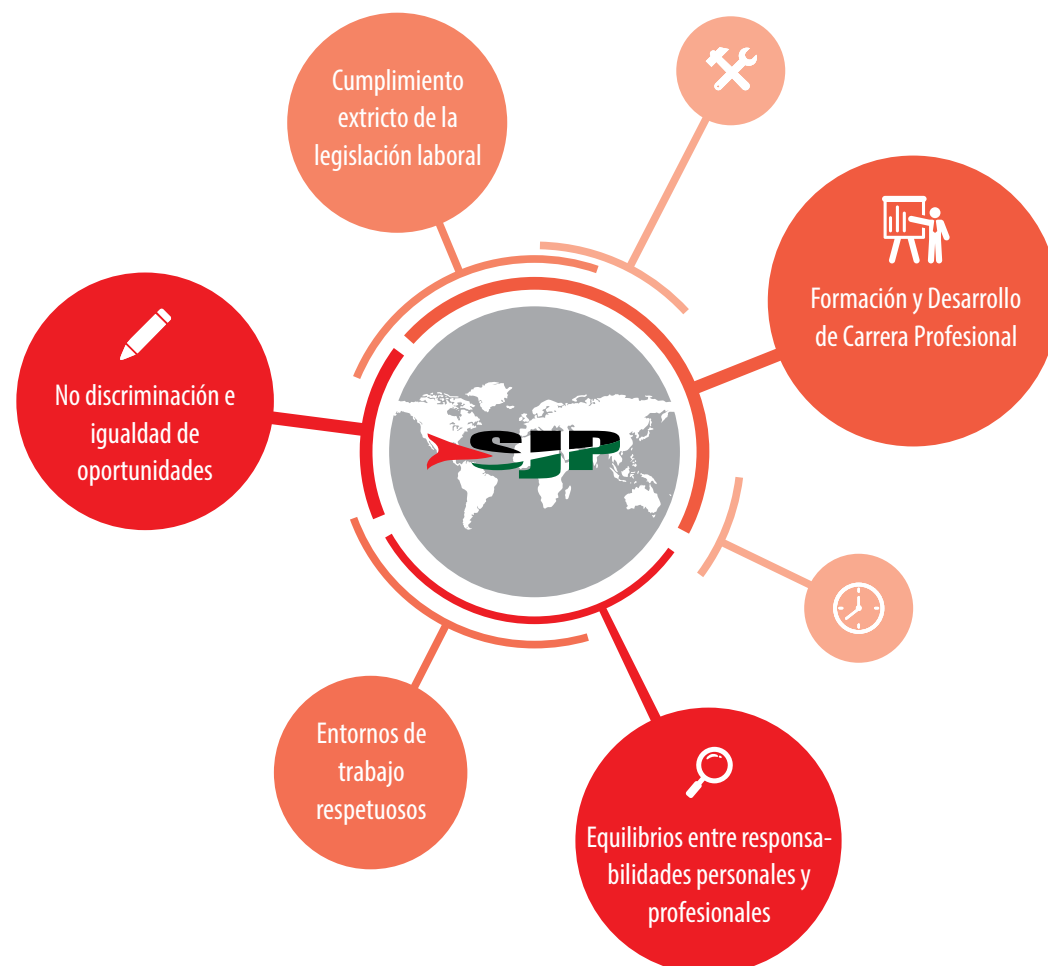 Cumplimiento
extricto de la
legislación laboral
Formación y Desarrollo
de Carrera Profesional
No discriminación e
igualdad de
oportunidades
SJP
Entornos de
trabajo
respetuosos
Equilibrios entre responsa-
bilidades personales y
profesionales